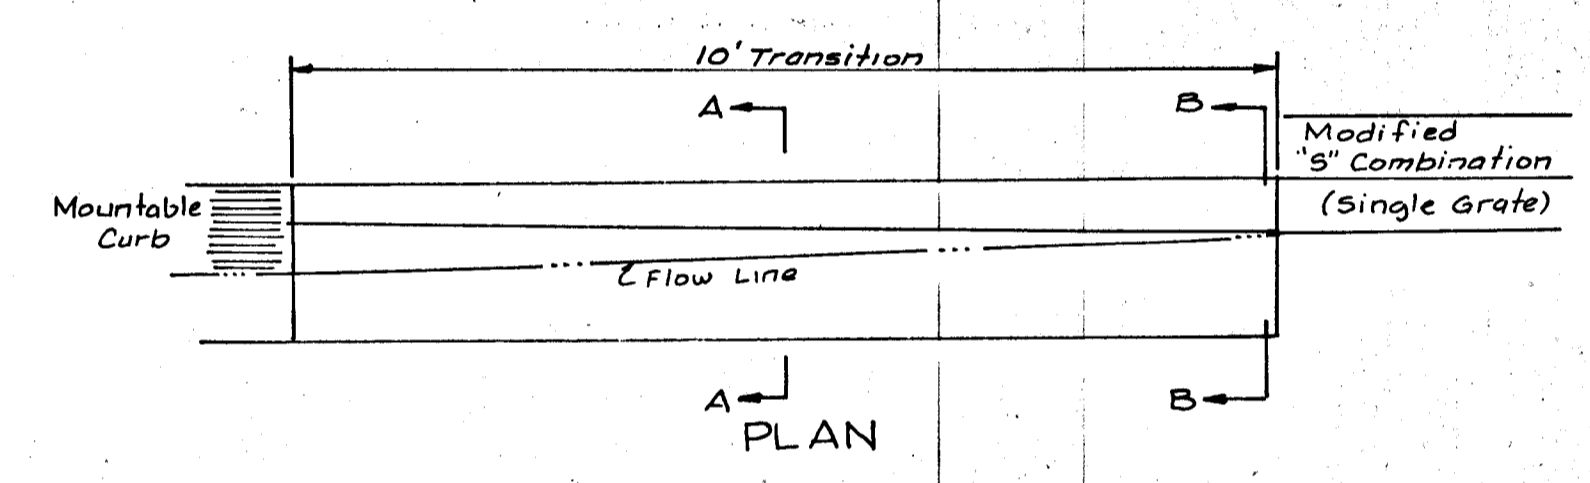 10' Transition
A
B
Modified
"S" Combination
(Single Grate)
Mountable
Curb
Flow Line
A
B
PLAN